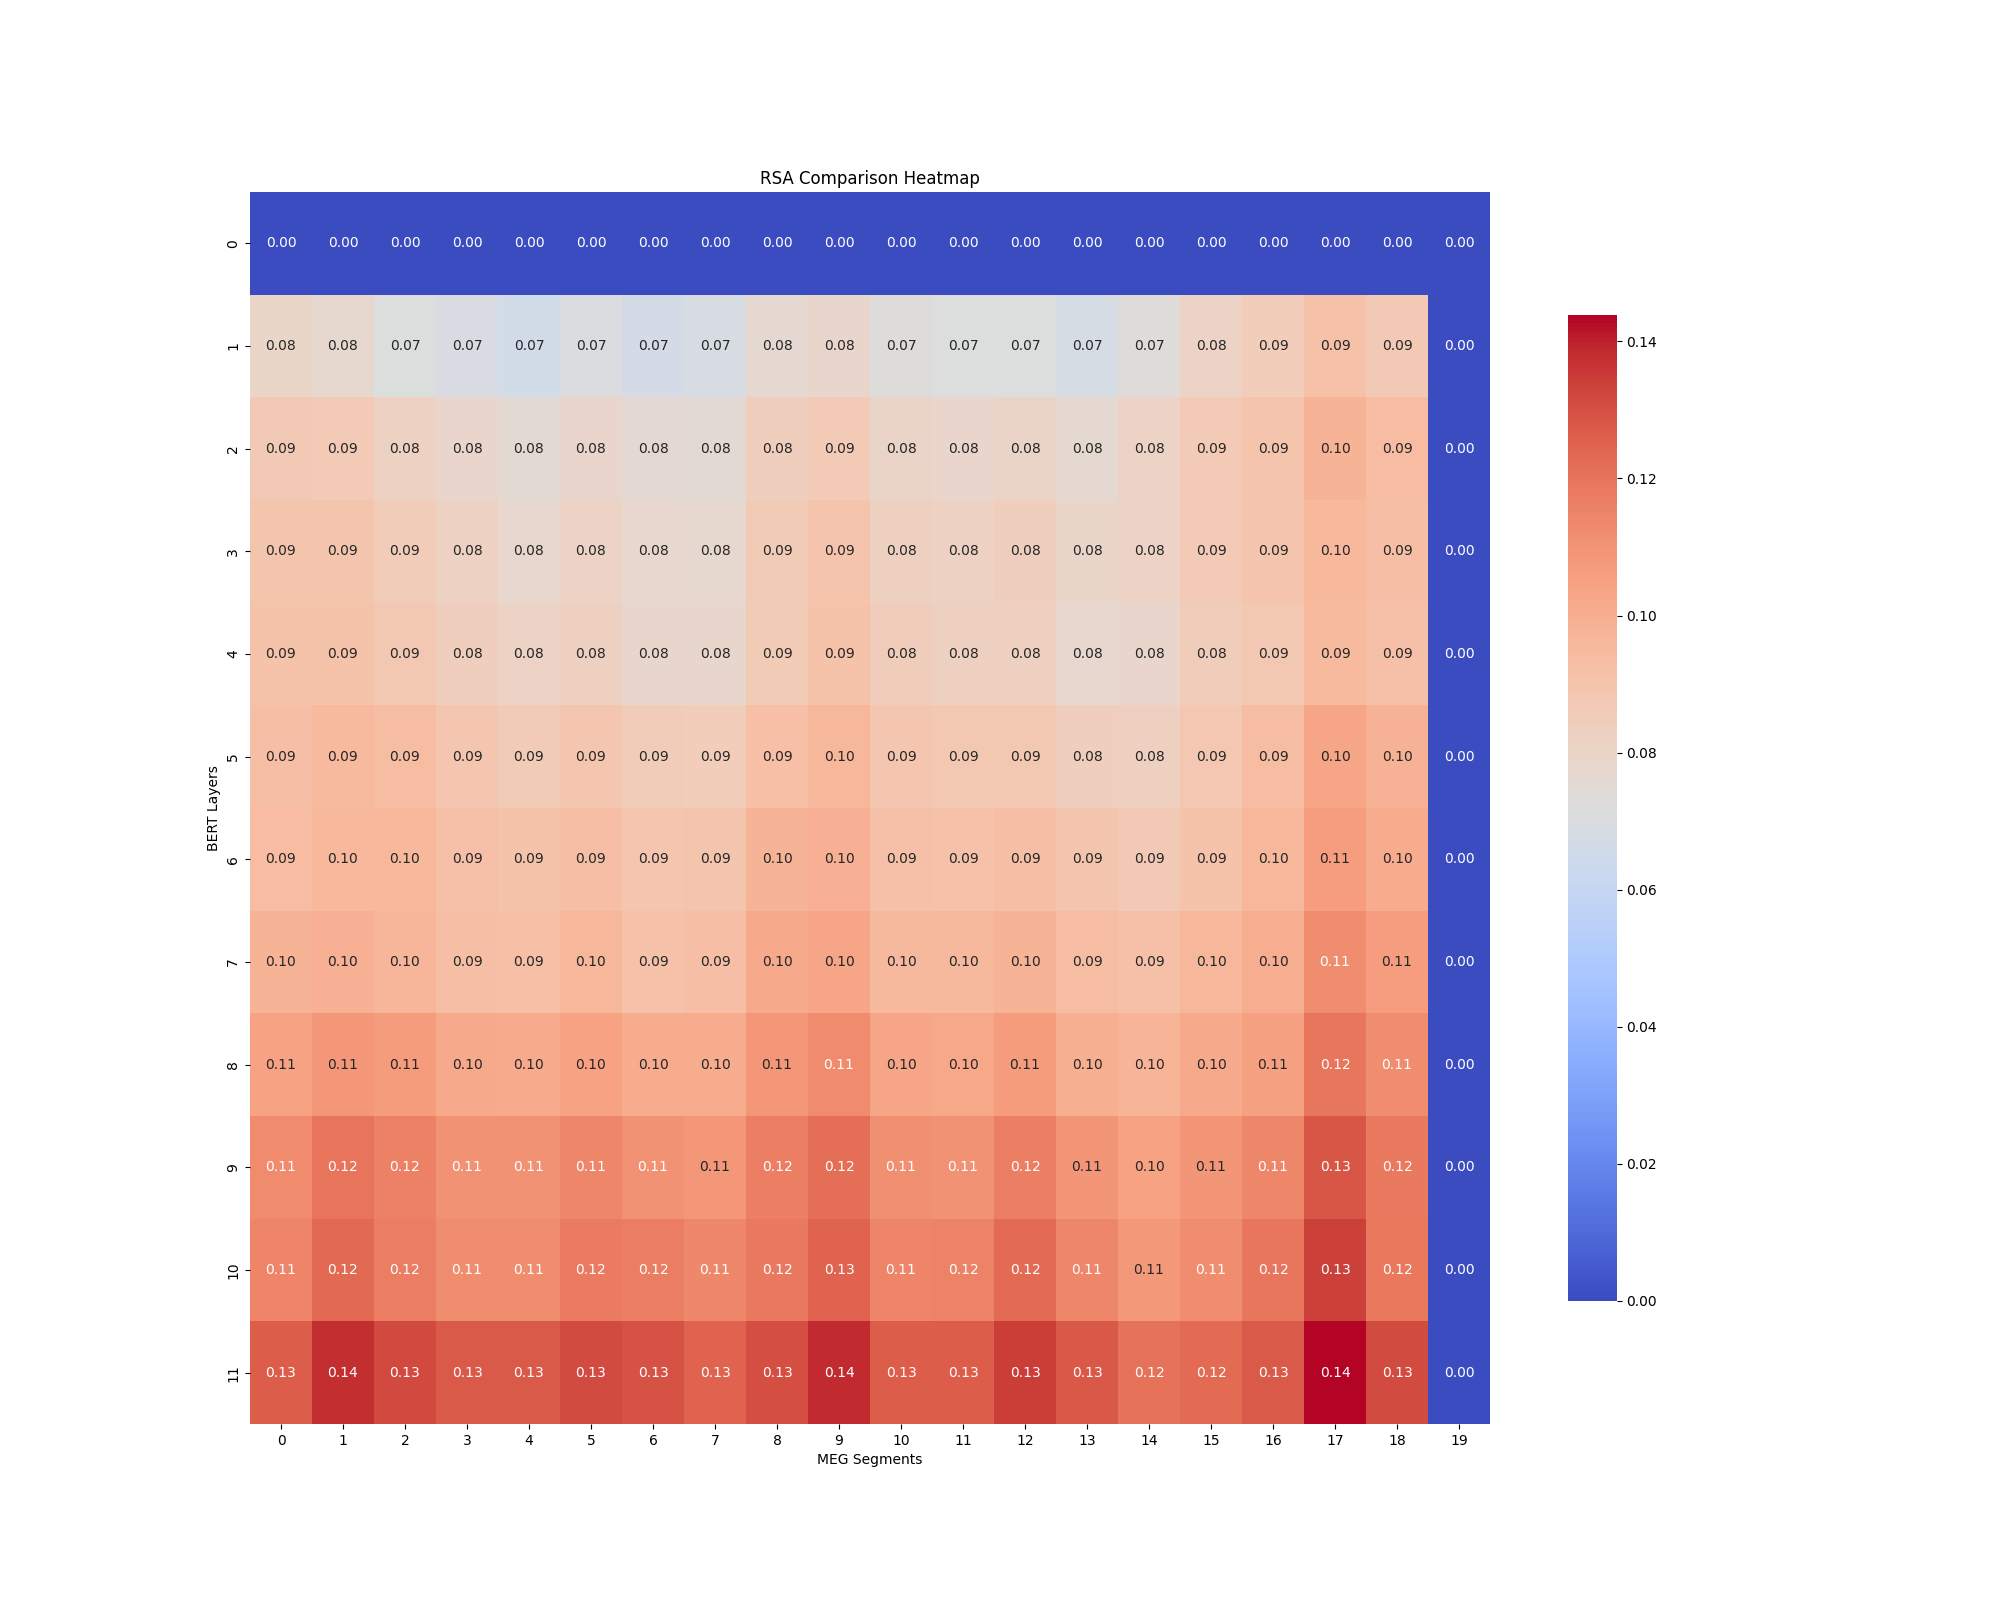 RSA Comparison Heatmap
0 0.00 0.00 0.00 0.00 0.00 0.00 0.00 0.00 0.00 0.00 0.00 0.00 0.00 0.00 0.00 0.00 0.00 0.00 0.00 0.00
1 0.08 0.08 0.07 0.07 0.07 0.07 0.07 0.07 0.08 0.08 0.07 0.07 0.07 0.07 0.07 0.08 0.09 0.09 0.09 0.00
2 0.09 0.09 0.08 0.08 0.08 0.08 0.08 0.08 0.08 0.09 0.08 0.08 0.08 0.08 0.08 0.09 0.09 0.10 0.09 0.00
3 0.09 0.09 0.09 0.08 0.08 0.08 0.08 0.08 0.09 0.09 0.08 0.08 0.08 0.08 0.08 0.09 0.09 0.10 0.09 0.00
4 0.09 0.09 0.09 0.08 0.08 0.08 0.08 0.08 0.09 0.09 0.08 0.08 0.08 0.08 0.08 0.08 0.09 0.09 0.09 0.00
5 0.09 0.09 0.09 0.09 0.09 0.09 0.09 0.09 0.09 0.10 0.09 0.09 0.09 0.08 0.08 0.09 0.09 0.10 0.10 0.00
6 0.09 0.10 0.10 0.09 0.09 0.09 0.09 0.09 0.10 0.10 0.09 0.09 0.09 0.09 0.09 0.09 0.10 0.11 0.10 0.00
7 0.10 0.10 0.10 0.09 0.09 0.10 0.09 0.09 0.10 0.10 0.10 0.10 0.10 0.09 0.09 0.10 0.10 0.11 0.11 0.00
8 0.11 0.11 0.11 0.10 0.10 0.10 0.10 0.10 0.11 0.11 0.10 0.10 0.11 0.10 0.10 0.10 0.11 0.12 0.11 0.00
9 0.11 0.12 0.12 0.11 0.11 0.11 0.11 0.11 0.12 0.12 0.11 0.11 0.12 0.11 0.10 0.11 0.11 0.13 0.12 0.00
10 0.11 0.12 0.12 0.11 0.11 0.12 0.12 0.11 0.12 0.13 0.11 0.12 0.12 0.11 0.11 0.11 0.12 0.13 0.12 0.00
11 0.13 0.14 0.13 0.13 0.13 0.13 0.13 0.13 0.13 0.14 0.13 0.13 0.13 0.13 0.12 0.12 0.13 0.14 0.13 0.00
BERT Layers
0 1 2 3 4 5 6 7 8 9 10 11 12 13 14 15 16 17 18 19
MEG Segments
0.14
0.12
0.10
0.08
0.06
0.04
0.02
0.00